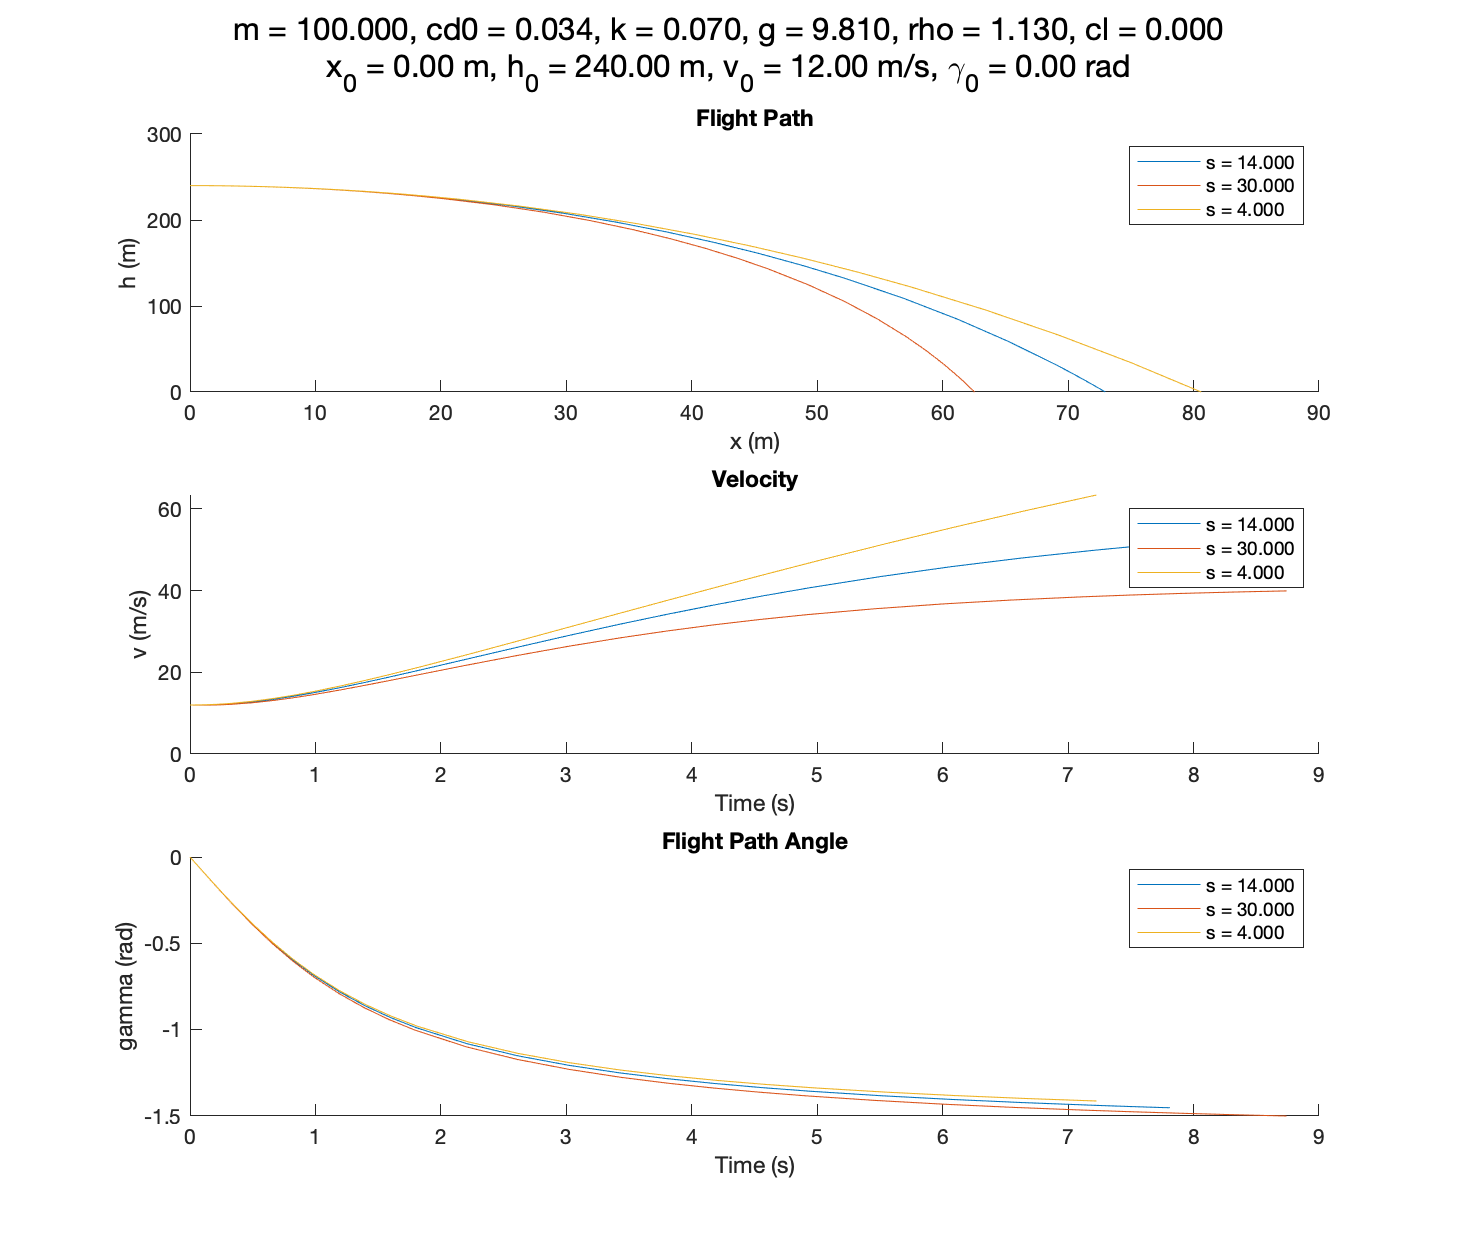 m = 100.000, cd0 = 0.034, k = 0.070, g = 9.810, rho = 1.130, cl = 0.000
x₀ = 0.00 m, h₀ = 240.00 m, v₀ = 12.00 m/s, γ₀ = 0.00 rad
Flight Path
300
200
100
0
h (m)
s = 14.000
s = 30.000
s = 4.000
0 10 20 30 40 50 60 70 80 90
x (m)
Velocity
60
40
20
0
v (m/s)
s = 14.000
s = 30.000
s = 4.000
0 1 2 3 4 5 6 7 8 9
Time (s)
Flight Path Angle
0
-0.5
-1
-1.5
gamma (rad)
s = 14.000
s = 30.000
s = 4.000
0 1 2 3 4 5 6 7 8 9
Time (s)